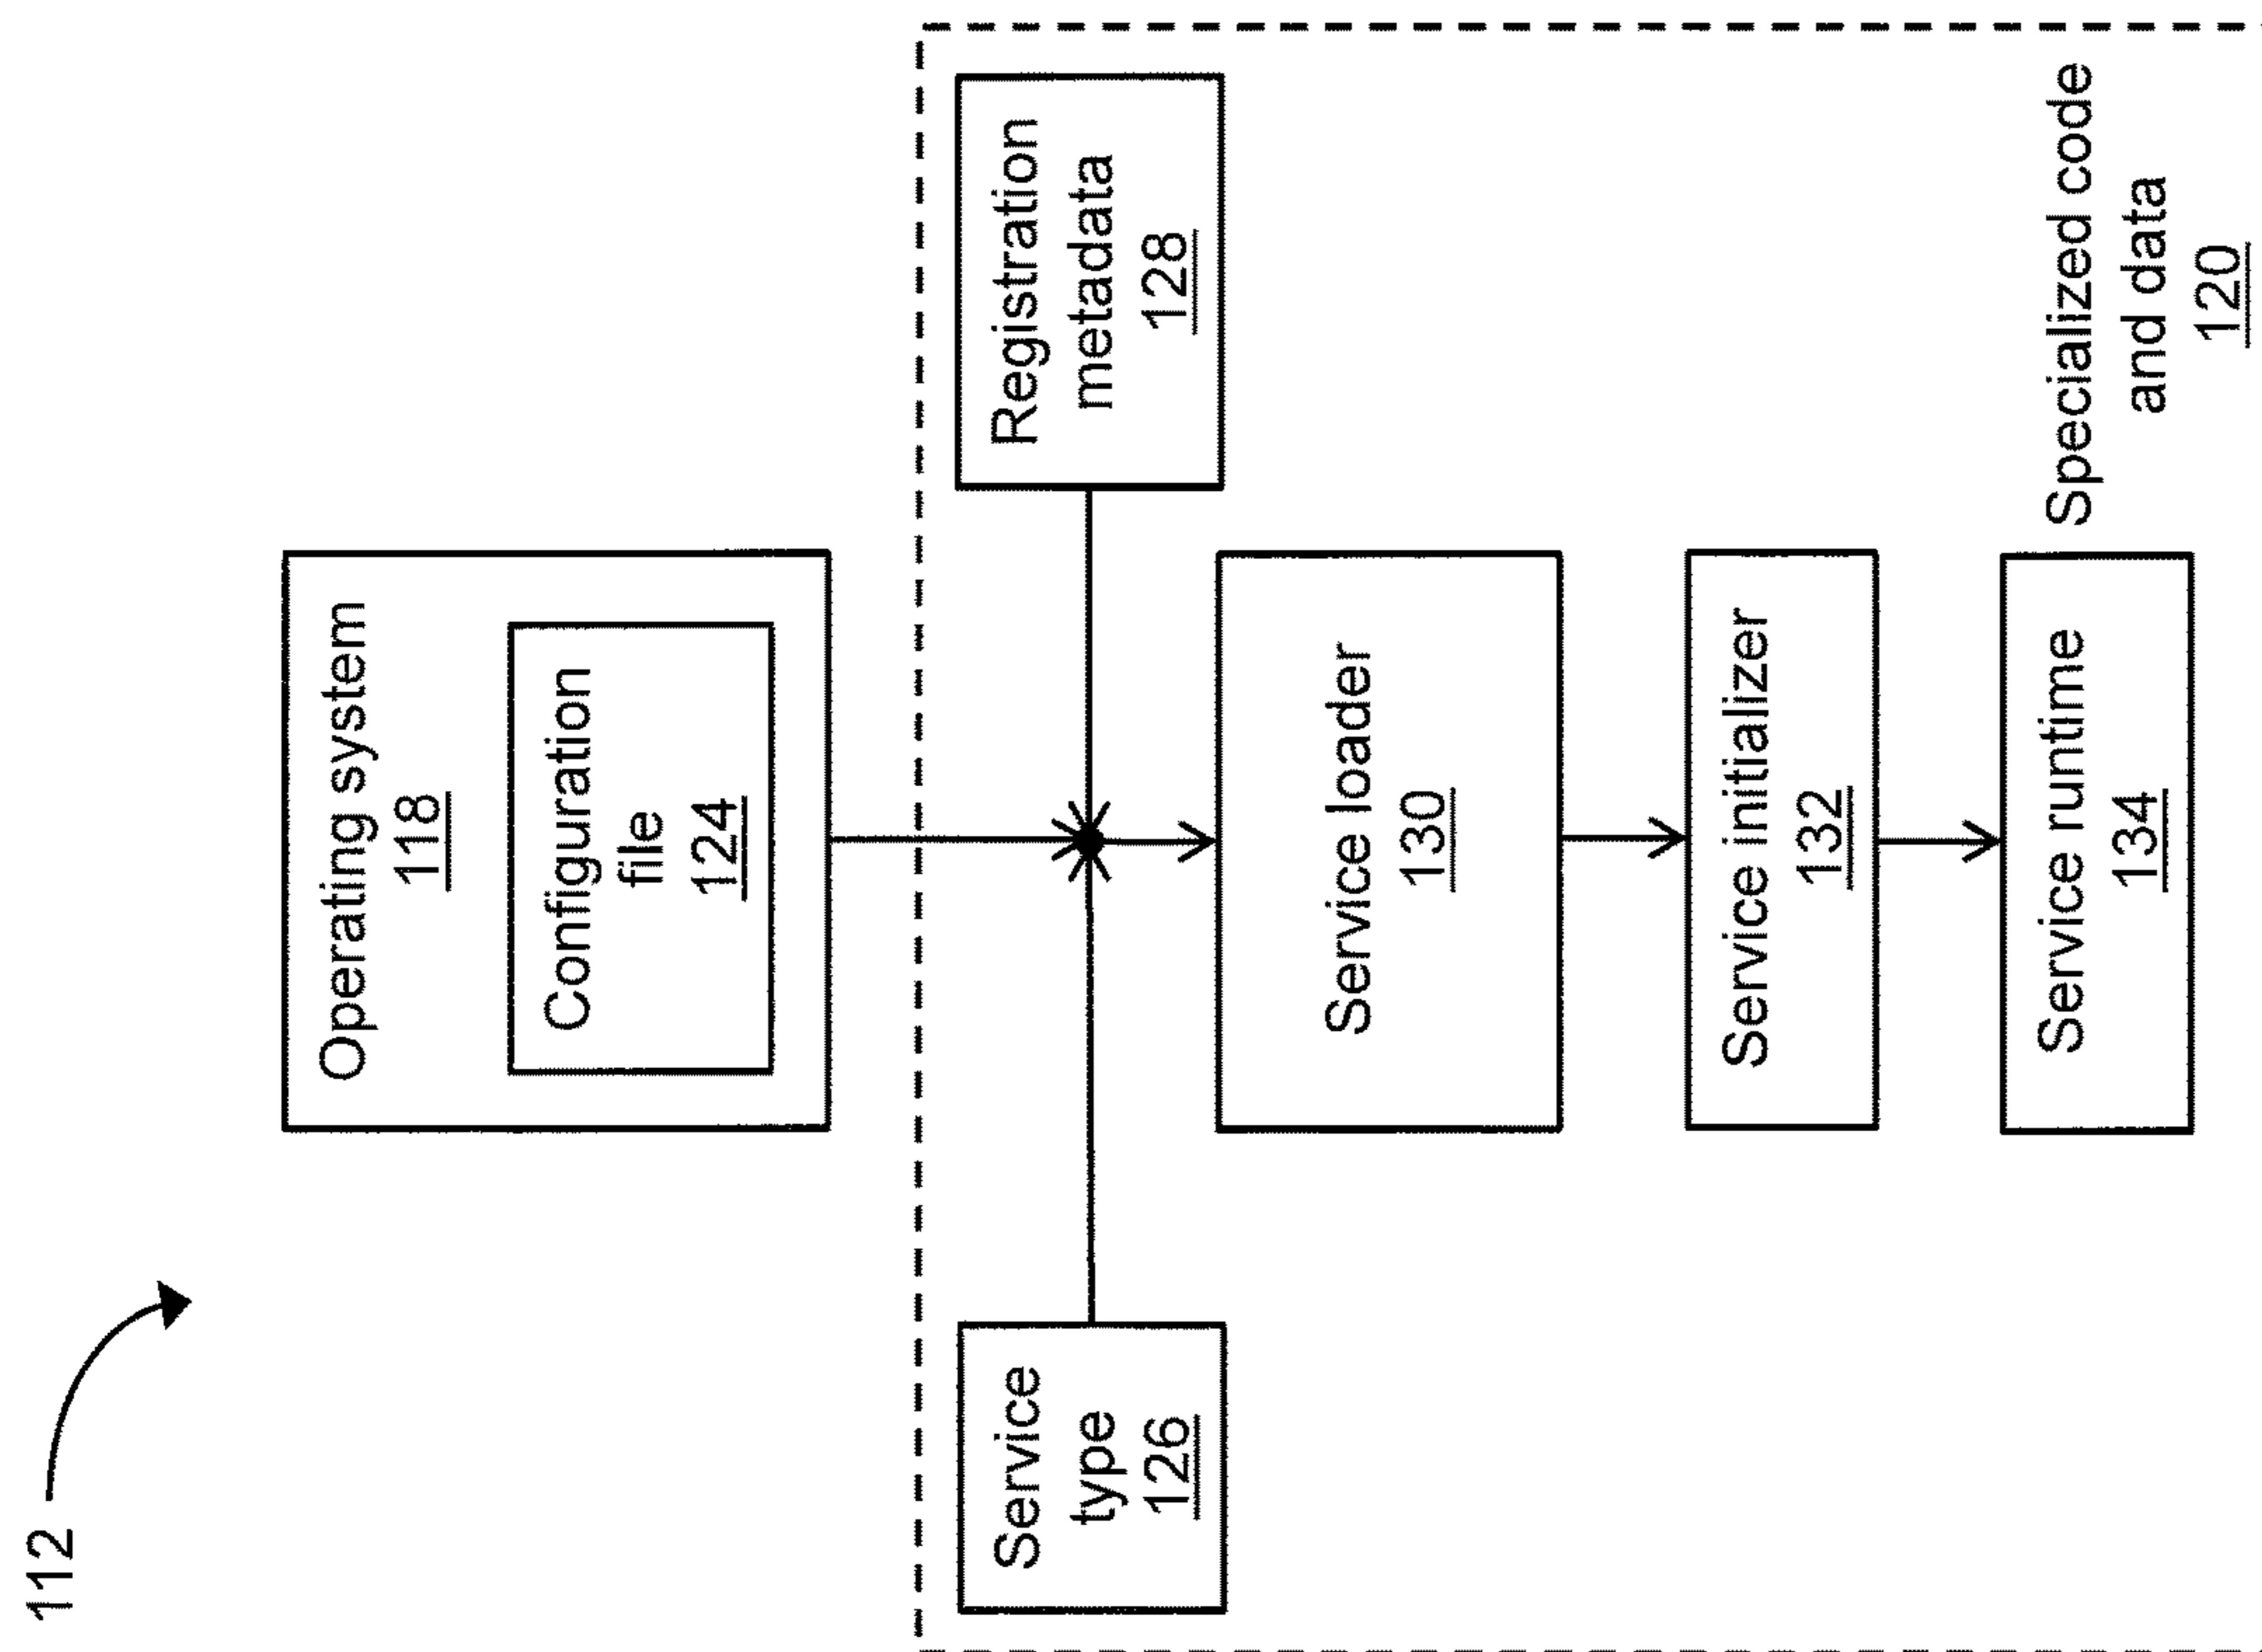 112
Operating system
118
Configuration
file
124
Service
type
126
Registration
metadata
128
Service loader
130
Service initializer
132
Service runtime
134
Specialized code
and data
120